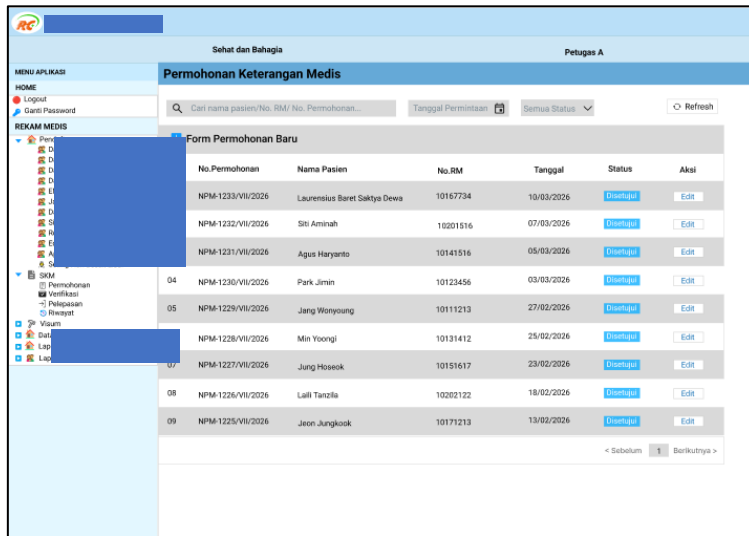 RC
Sehat dan Bahagia Petugas A
MENU APLIKASI
Permohonan Keterangan Medis
HOME
Logout
Ganti Password
Cari nama pasien/No. RM/ No. Permohonan... Tanggal Permintaan Semua Status Refresh
REKAM MEDIS
Form Permohonan Baru
No.Permohonan Nama Pasien No.RM Tanggal Status Aksi
NPM-1233/VII/2026 Laurensius Baret Saktya Dewa 10167734 10/03/2026 Disetujui Edit
NPM-1232/VII/2026 Siti Aminah 10201516 07/03/2026 Disetujui Edit
NPM-1231/VII/2026 Agus Haryanto 10141516 05/03/2026 Disetujui Edit
SKM
Permohonan
Verifikasi
Pelepasan
Riwayat
Visum
04 NPM-1230/VII/2026 Park Jimin 10123456 03/03/2026 Disetujui Edit
05 NPM-1229/VII/2026 Jang Wonyoung 10111213 27/02/2026 Disetujui Edit
NPM-1228/VII/2026 Min Yoongi 10131412 25/02/2026 Disetujui Edit
07 NPM-1227/VII/2026 Jung Hoseok 10151617 23/02/2026 Disetujui Edit
08 NPM-1226/VII/2026 Laili Tanzila 10202122 18/02/2026 Disetujui Edit
09 NPM-1225/VII/2026 Jeon Jungkook 10171213 13/02/2026 Disetujui Edit
< Sebelum 1 Berikutnya >